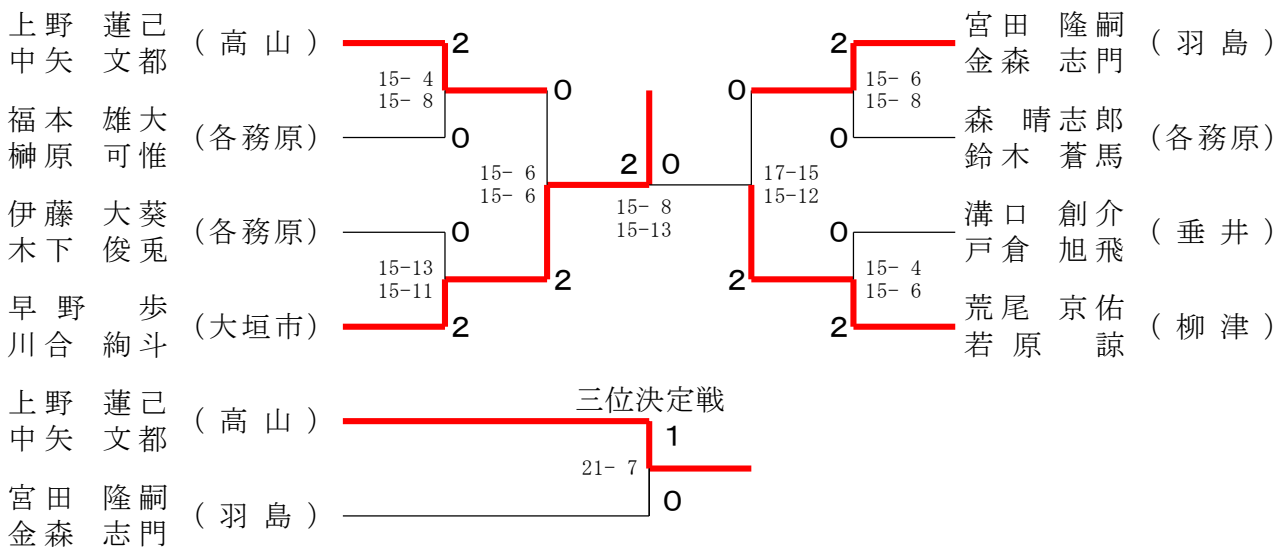 上野 蓮己
中矢 文都
(高山)
2
15- 4
15- 8
0
福本 雄大
榊原 可惟
(各務原)
0
15- 6
15- 6
伊藤 大葵
木下 俊兎
(各務原)
0
15-13
15-11
2
早野 歩
川合 絢斗
(大垣市)
2
2 0
15- 8
15-13
宮田 隆嗣
金森 志門
(羽島)
2
15- 6
15- 8
0
森 晴志郎
鈴木 蒼馬
(各務原)
0
17-15
15-12
溝口 創介
戸倉 旭飛
(垂井)
0
15- 4
15- 6
2
荒尾 京佑
若原 諒
(柳津)
2
三位決定戦
上野 蓮己
中矢 文都
(高山)
1
21- 7
宮田 隆嗣
金森 志門
(羽島)
0